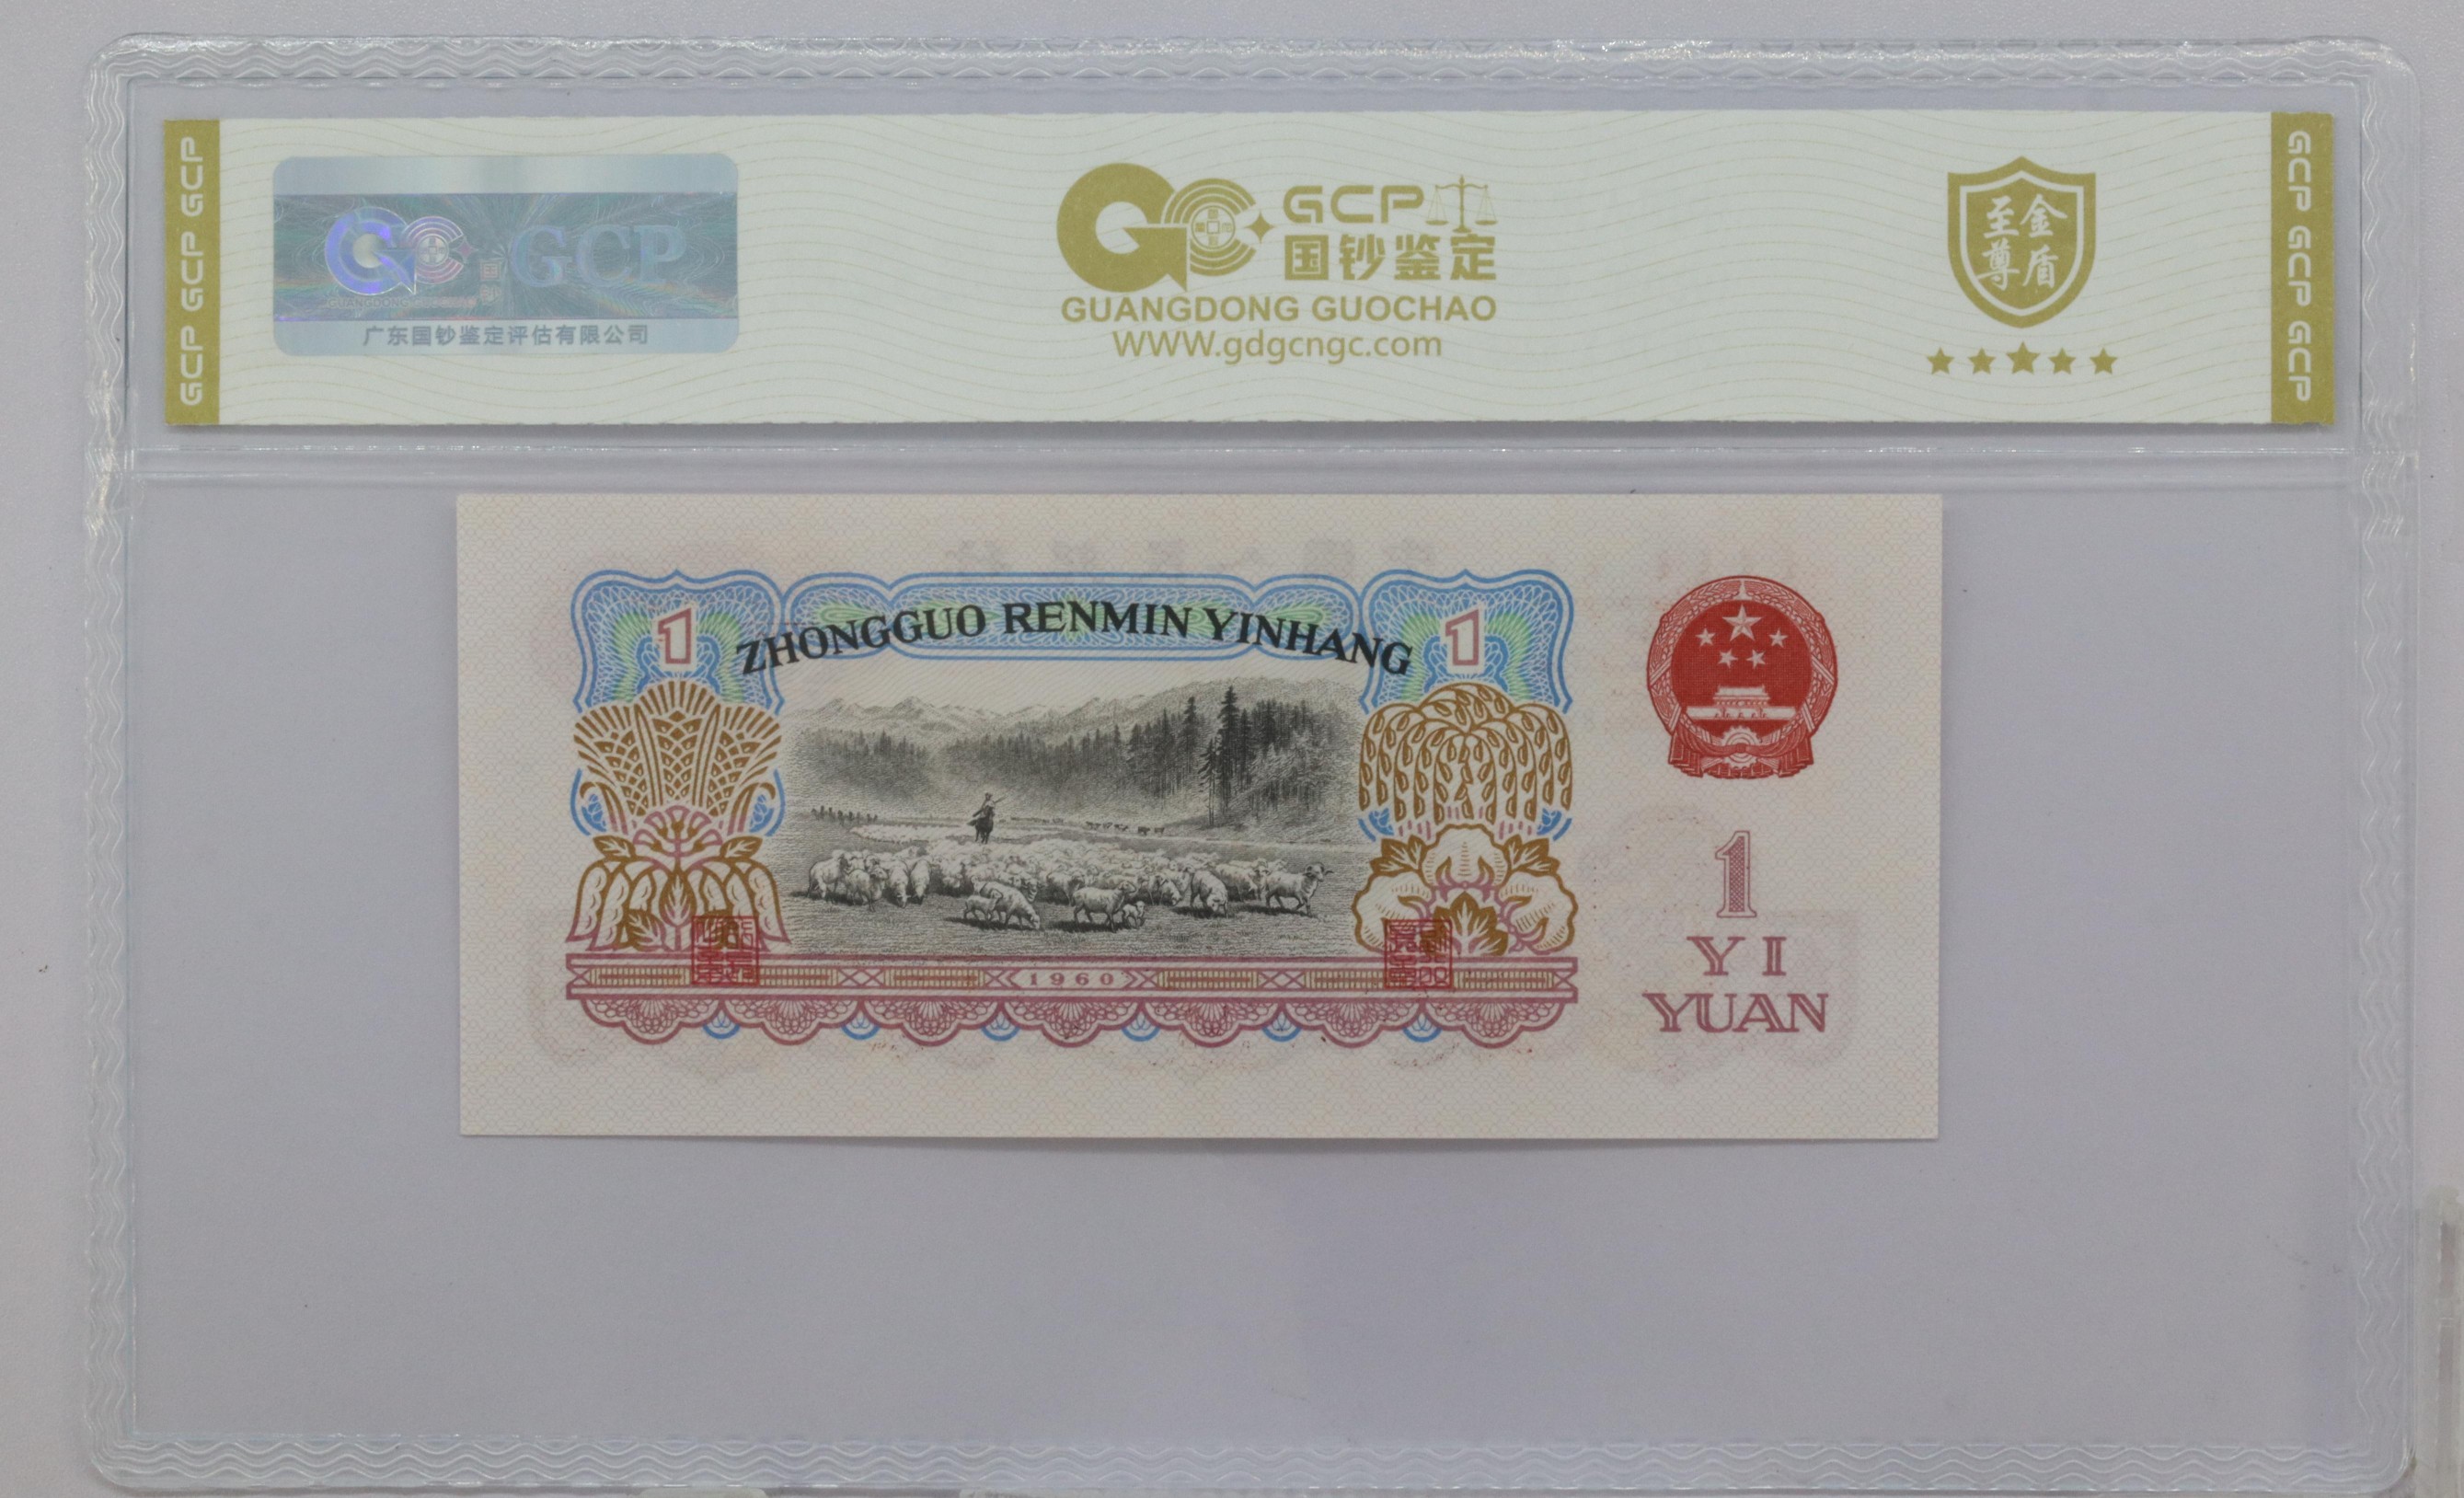 GCP GCP GCP
GC GCP
GUANGDONG
广东国钞鉴定评估有限公司
GCP
国钞鉴定
GUANGDONG GUOCHAO
WWW.gdgcngc.com
至尊金盾
GCP GCP GCP
ZHONGGUO RENMIN YINHANG
1
1
1960
1
YI
YUAN